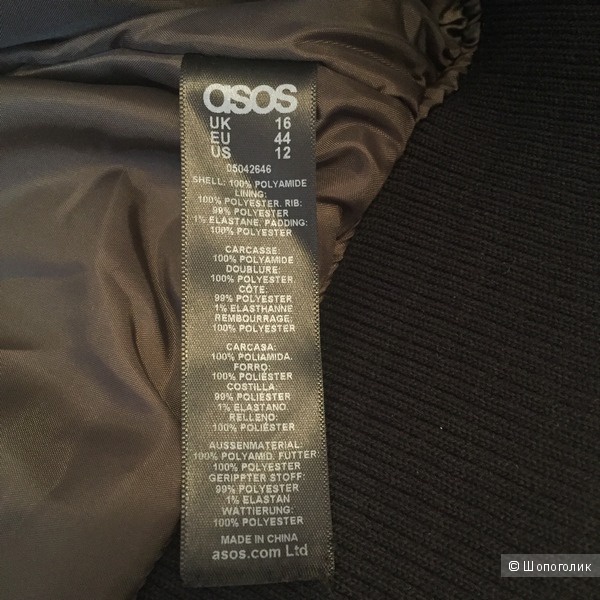 asos
UK 16
EU 44
US 12
05042646
SHELL: 100% POLYAMIDE
LINING:
100% POLYESTER. RIB:
99% POLYESTER
1% ELASTANE, PADDING:
100% POLYESTER
CARCASSE:
100% POLYAMIDE
DOUBLURE:
100% POLYESTER
CÔTE:
99% POLYESTER
1% ELASTHANNE
REMBOURRAGE:
100% POLYESTER
CARCASA:
100% POLIAMIDA.
FORRO:
100% POLIÉSTER
COSTILLA:
99% POLIÉSTER
1% ELASTANO.
RELLENO:
100% POLIÉSTER
AUSSENMATERIAL:
100% POLYAMID. FUTTER:
100% POLYESTER
GERIPPTER STOFF:
99% POLYESTER
1% ELASTAN
WATTIERUNG:
100% POLYESTER
MADE IN CHINA
asos.com Ltd
© Шопоголик